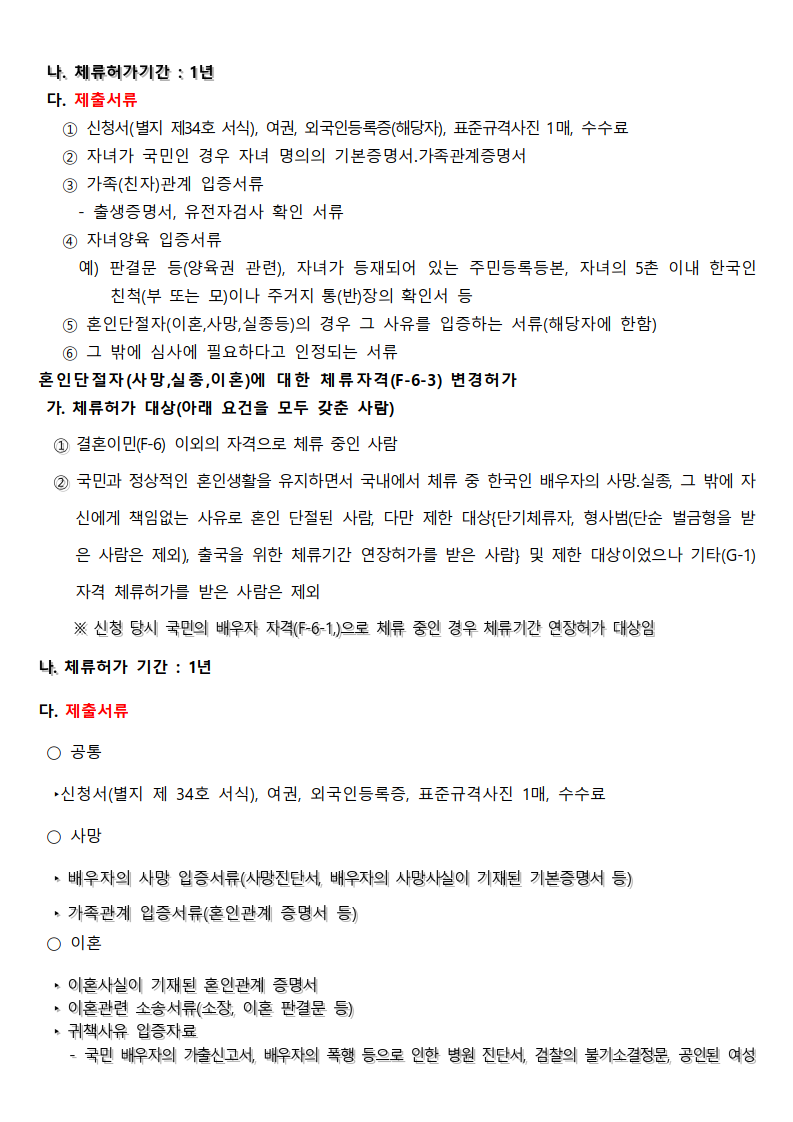 나. 체류허가기간 : 1년
다. 제출서류
① 신청서(별지 제34호 서식), 여권, 외국인등록증(해당자), 표준규격사진 1매, 수수료
② 자녀가 국민인 경우 자녀 명의의 기본증명서.가족관계증명서
③ 가족(친자)관계 입증서류
- 출생증명서, 유전자검사 확인 서류
④ 자녀양육 입증서류
예) 판결문 등(양육권 관련), 자녀가 등재되어 있는 주민등록등본, 자녀의 5촌 이내 한국인
친척(부 또는 모)이나 주거지 통(반)장의 확인서 등
⑤ 혼인단절자(이혼,사망,실종등)의 경우 그 사유를 입증하는 서류(해당자에 한함)
⑥ 그 밖에 심사에 필요하다고 인정되는 서류
혼인단절자(사망,실종,이혼)에 대한 체류자격(F-6-3) 변경허가
가. 체류허가 대상(아래 요건을 모두 갖춘 사람)
① 결혼이민(F-6) 이외의 자격으로 체류 중인 사람
② 국민과 정상적인 혼인생활을 유지하면서 국내에서 체류 중 한국인 배우자의 사망.실종, 그 밖에 자
신에게 책임없는 사유로 혼인 단절된 사람, 다만 제한 대상{단기체류자, 형사범(단순 벌금형을 받
은 사람은 제외), 출국을 위한 체류기간 연장허가를 받은 사람} 및 제한 대상이었으나 기타(G-1)
자격 체류허가를 받은 사람은 제외
※ 신청 당시 국민의 배우자 자격(F-6-1,)으로 체류 중인 경우 체류기간 연장허가 대상임
나. 체류허가 기간 : 1년
다. 제출서류
○ 공통
‣신청서(별지 제 34호 서식), 여권, 외국인등록증, 표준규격사진 1매, 수수료
○ 사망
‣ 배우자의 사망 입증서류(사망진단서, 배우자의 사망사실이 기재된 기본증명서 등)
‣ 가족관계 입증서류(혼인관계 증명서 등)
○ 이혼
‣ 이혼사실이 기재된 혼인관계 증명서
‣ 이혼관련 소송서류(소장, 이혼 판결문 등)
‣ 귀책사유 입증자료
- 국민 배우자의 가출신고서, 배우자의 폭행 등으로 인한 병원 진단서, 검찰의 불기소결정문, 공인된 여성